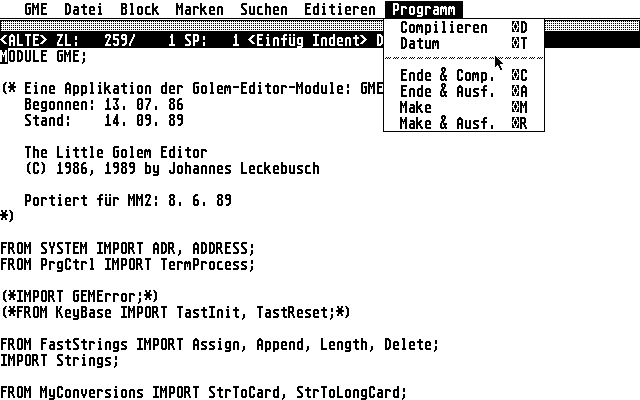 GME Datei Block Marken Suchen Editieren Programm
<ALTE> ZL: 259/ 1 SP: 1 <Einfüg Indent> D
Compilieren ◊D
Datum ◊T
Ende & Comp. ◊C
Ende & Ausf. ◊A
Make ◊M
Make & Ausf. ◊R
MODULE GME;
(* Eine Applikation der Golem-Editor-Module: GME
Begonnen: 13. 07. 86
Stand: 14. 09. 89
The Little Golem Editor
(C) 1986, 1989 by Johannes Leckebusch
Portiert für MM2: 8. 6. 89
*)
FROM SYSTEM IMPORT ADR, ADDRESS;
FROM PrgCtrl IMPORT TermProcess;
(*IMPORT GEMError;*)
(*FROM KeyBase IMPORT TastInit, TastReset;*)
FROM FastStrings IMPORT Assign, Append, Length, Delete;
IMPORT Strings;
FROM MyConversions IMPORT StrToCard, StrToLongCard;